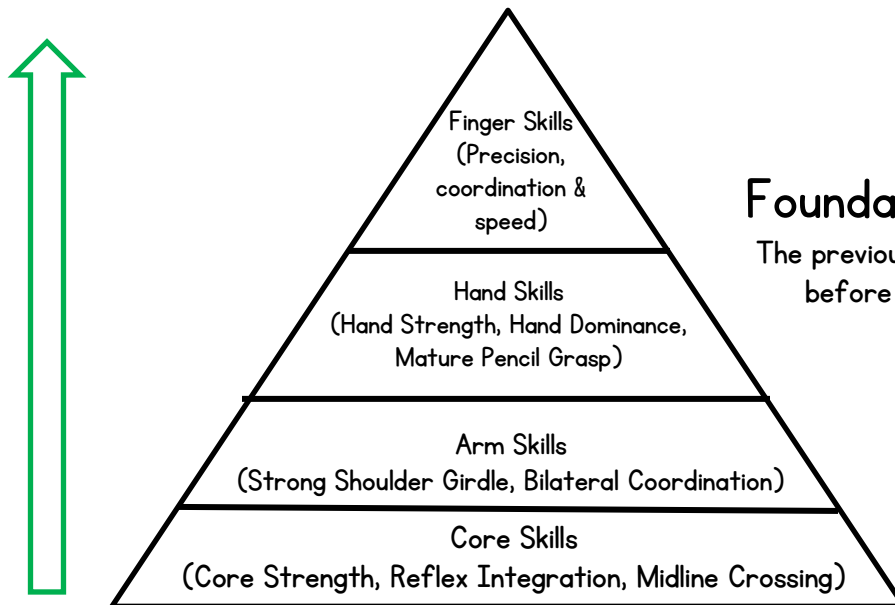 Finger Skills
(Precision,
coordination &
speed)
Founda
The previou
before
Hand Skills
(Hand Strength, Hand Dominance,
Mature Pencil Grasp)
Arm Skills
(Strong Shoulder Girdle, Bilateral Coordination)
Core Skills
(Core Strength, Reflex Integration, Midline Crossing)